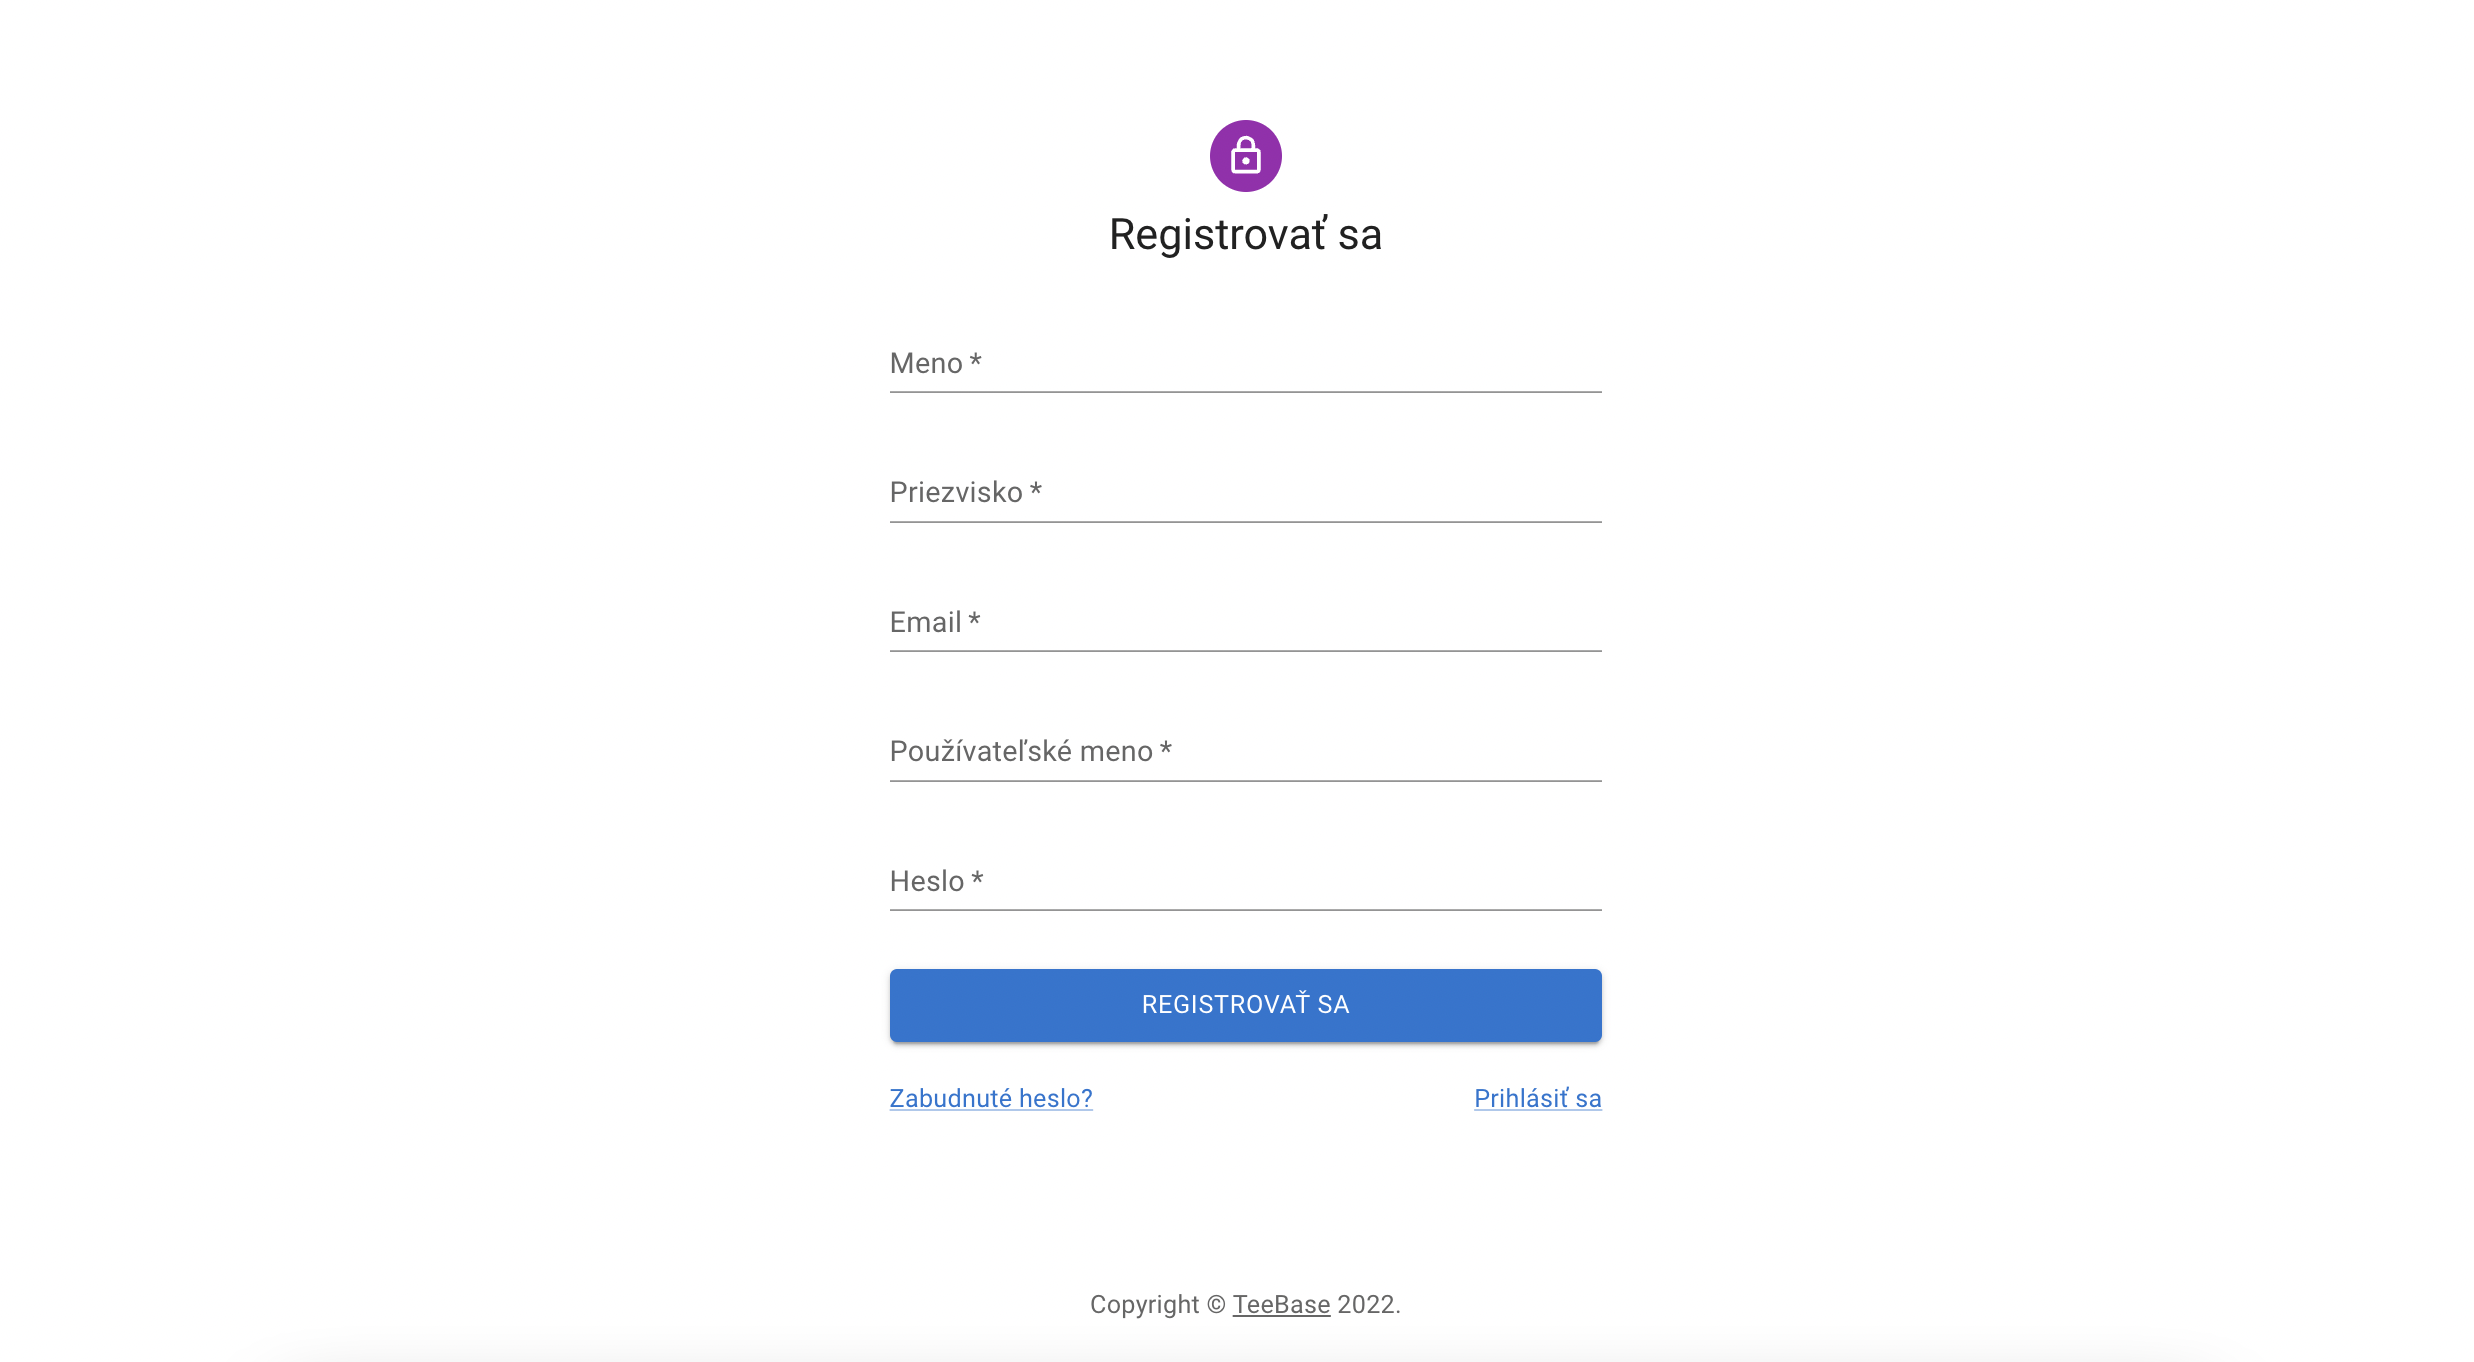 Registrovať sa
Meno *
Priezvisko *
Email *
Používateľské meno *
Heslo *
REGISTROVAŤ SA
Zabudnuté heslo? Prihlásiť sa
Copyright © TeeBase 2022.